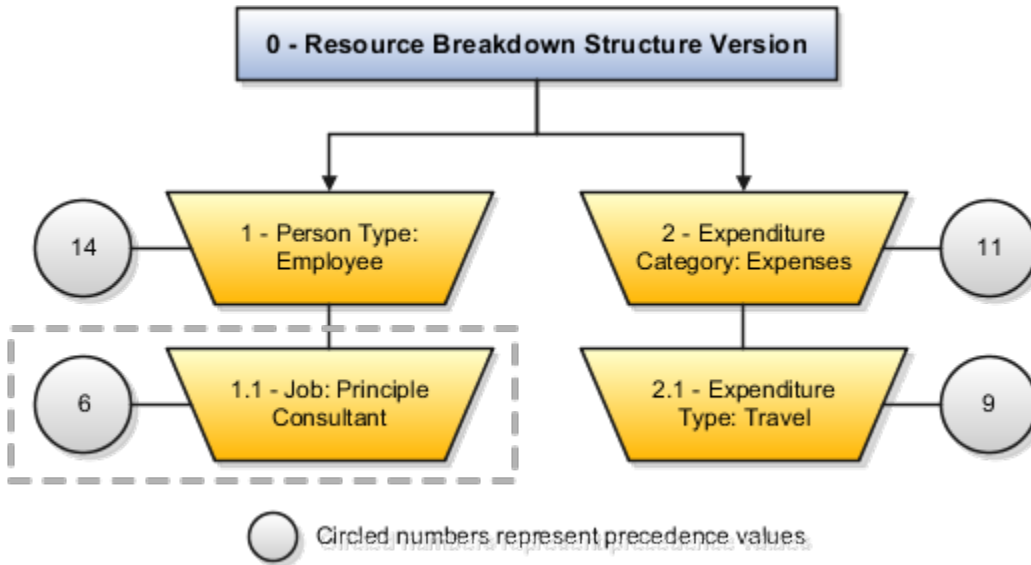 0 - Resource Breakdown Structure Version
14
1 - Person Type:
Employee
2 - Expenditure
Category: Expenses
11
6
1.1 - Job: Principle
Consultant
2.1 - Expenditure
Type: Travel
9
Circled numbers represent precedence values